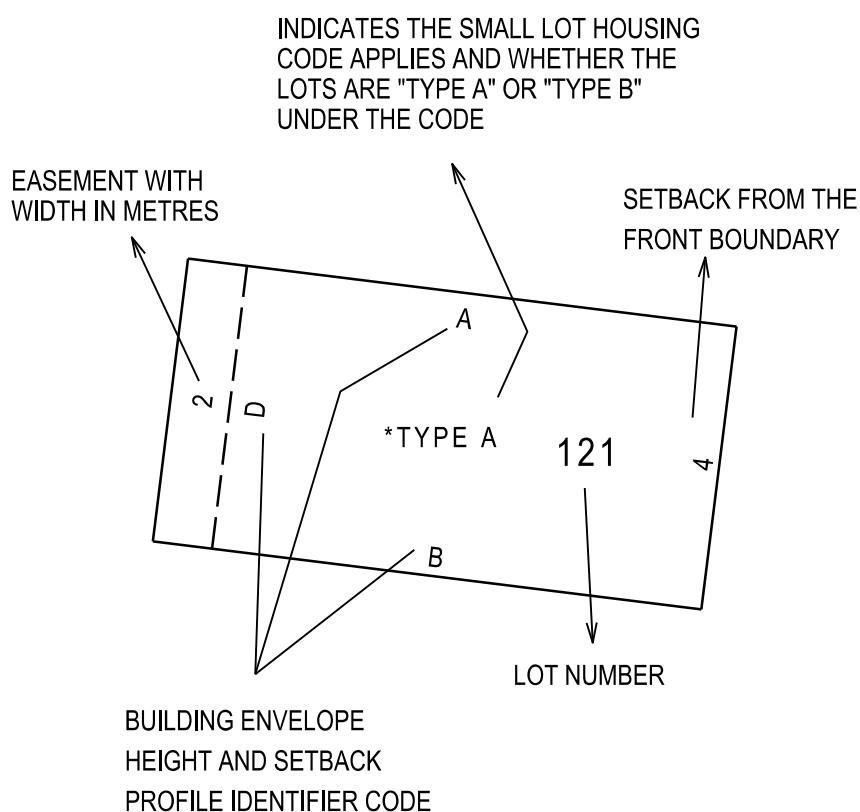 INDICATES THE SMALL LOT HOUSING
CODE APPLIES AND WHETHER THE
LOTS ARE "TYPE A" OR "TYPE B"
UNDER THE CODE
EASEMENT WITH
WIDTH IN METRES
SETBACK FROM THE
FRONT BOUNDARY
A
2
D
*TYPE A
121
4
B
LOT NUMBER
BUILDING ENVELOPE
HEIGHT AND SETBACK
PROFILE IDENTIFIER CODE